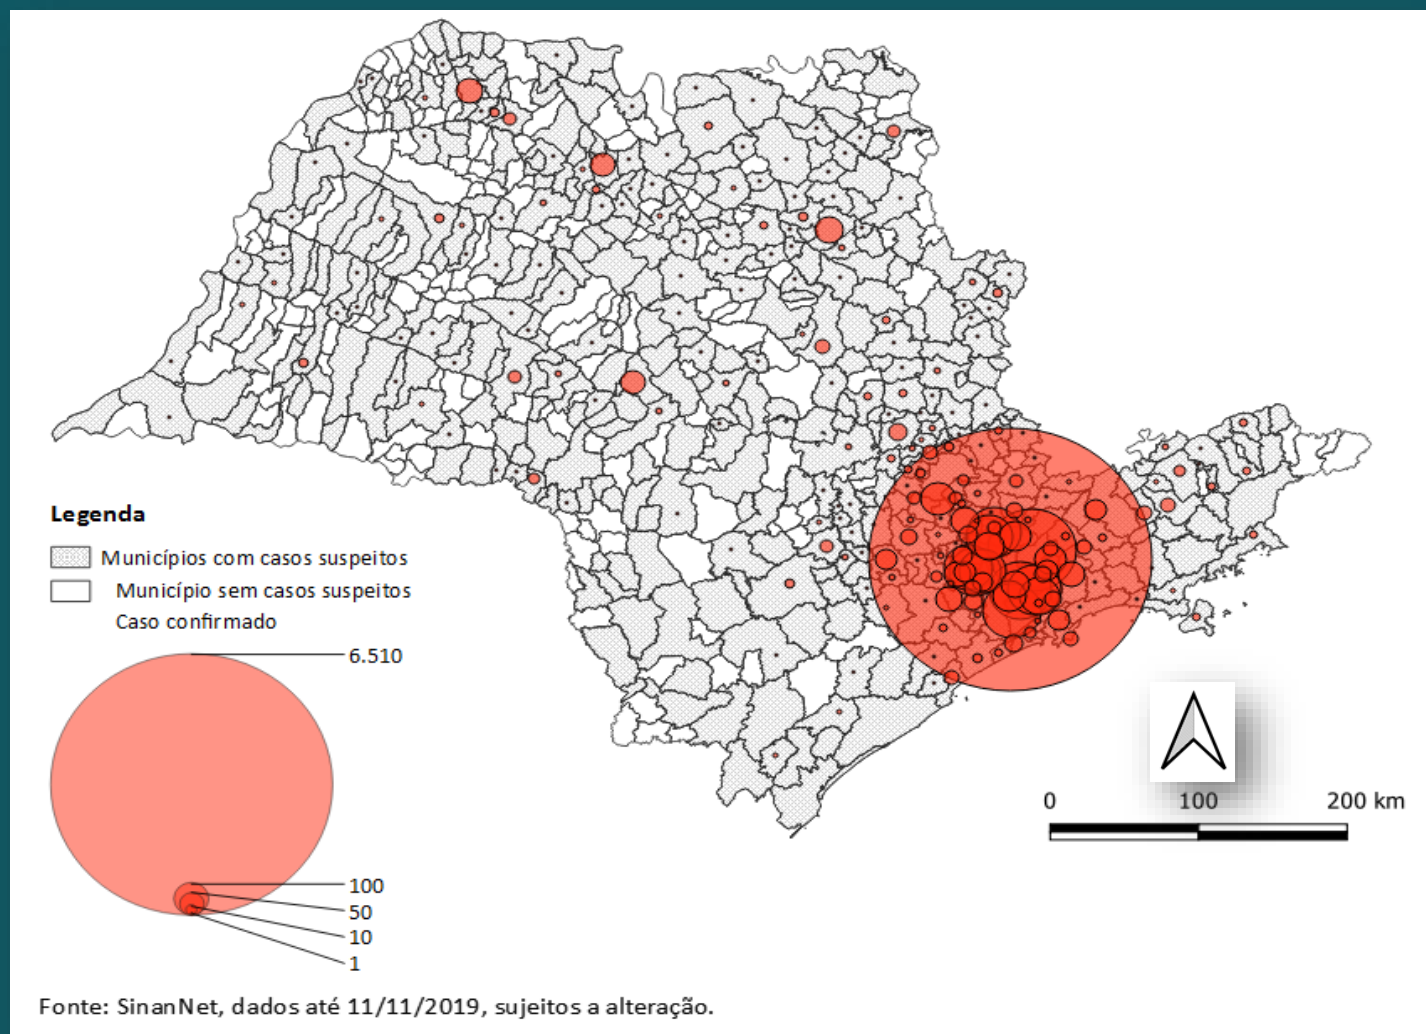 Legenda
Municípios com casos suspeitos
Município sem casos suspeitos
Caso confirmado
6.510
100
50
10
1
0 100 200 km
Fonte: SinanNet, dados até 11/11/2019, sujeitos a alteração.